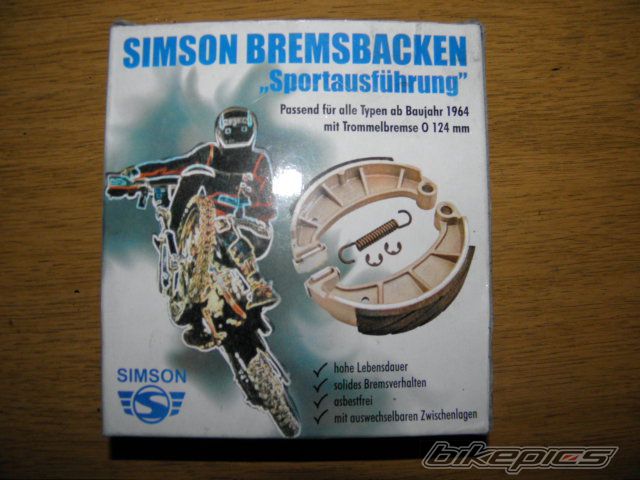 SIMSON BREMSBACKEN
„Sportausführung”
Passend für alle Typen ab Baujahr 1964
mit Trommelbremse O 124 mm
hohe Lebensdauer
solides Bremsverhalten
asbestfrei
mit auswechselbaren Zwischenlagen
SIMSON
S
bikepics